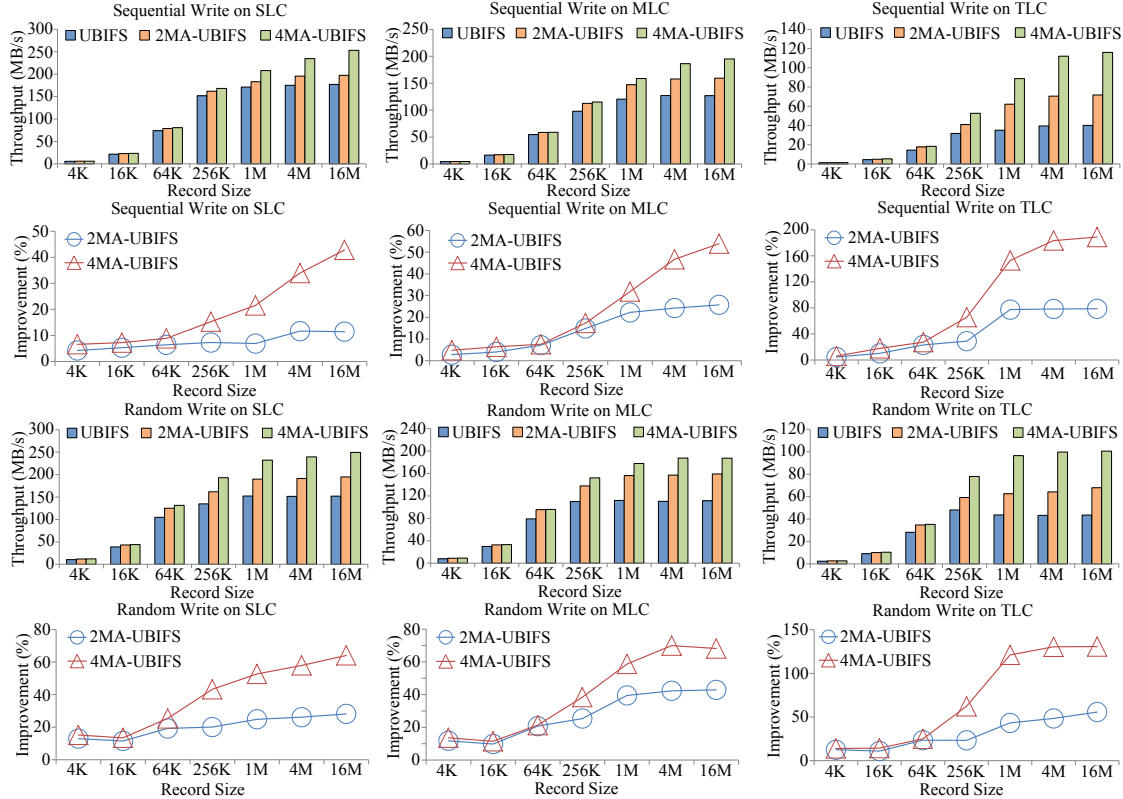 Sequential Write on SLC
Throughput (MB/s)
300
250
200
150
100
50
0
UBIFS 2MA-UBIFS 4MA-UBIFS
4K 16K 64K 256K 1M 4M 16M
Record Size
Sequential Write on MLC
Throughput (MB/s)
250
200
150
100
50
0
UBIFS 2MA-UBIFS 4MA-UBIFS
4K 16K 64K 256K 1M 4M 16M
Record Size
Sequential Write on TLC
Throughput (MB/s)
140
120
100
80
60
40
20
0
UBIFS 2MA-UBIFS 4MA-UBIFS
4K 16K 64K 256K 1M 4M 16M
Record Size
Sequential Write on SLC
Improvement (%)
50
40
30
20
10
0
2MA-UBIFS
4MA-UBIFS
4K 16K 64K 256K 1M 4M 16M
Record Size
Sequential Write on MLC
Improvement (%)
60
50
40
30
20
10
0
2MA-UBIFS
4MA-UBIFS
4K 16K 64K 256K 1M 4M 16M
Record Size
Sequential Write on TLC
Improvement (%)
200
160
120
80
40
0
2MA-UBIFS
4MA-UBIFS
4K 16K 64K 256K 1M 4M 16M
Record Size
Random Write on SLC
Throughput (MB/s)
300
250
200
150
100
50
0
UBIFS 2MA-UBIFS 4MA-UBIFS
4K 16K 64K 256K 1M 4M 16M
Record Size
Random Write on MLC
Throughput (MB/s)
240
200
160
120
80
40
0
UBIFS 2MA-UBIFS 4MA-UBIFS
4K 16K 64K 256K 1M 4M 16M
Record Size
Random Write on TLC
Throughput (MB/s)
120
100
80
60
40
20
0
UBIFS 2MA-UBIFS 4MA-UBIFS
4K 16K 64K 256K 1M 4M 16M
Record Size
Random Write on SLC
Improvement (%)
80
60
40
20
0
2MA-UBIFS
4MA-UBIFS
4K 16K 64K 256K 1M 4M 16M
Record Size
Random Write on MLC
Improvement (%)
80
60
40
20
0
2MA-UBIFS
4MA-UBIFS
4K 16K 64K 256K 1M 4M 16M
Record Size
Random Write on TLC
Improvement (%)
150
100
50
0
2MA-UBIFS
4MA-UBIFS
4K 16K 64K 256K 1M 4M 16M
Record Size